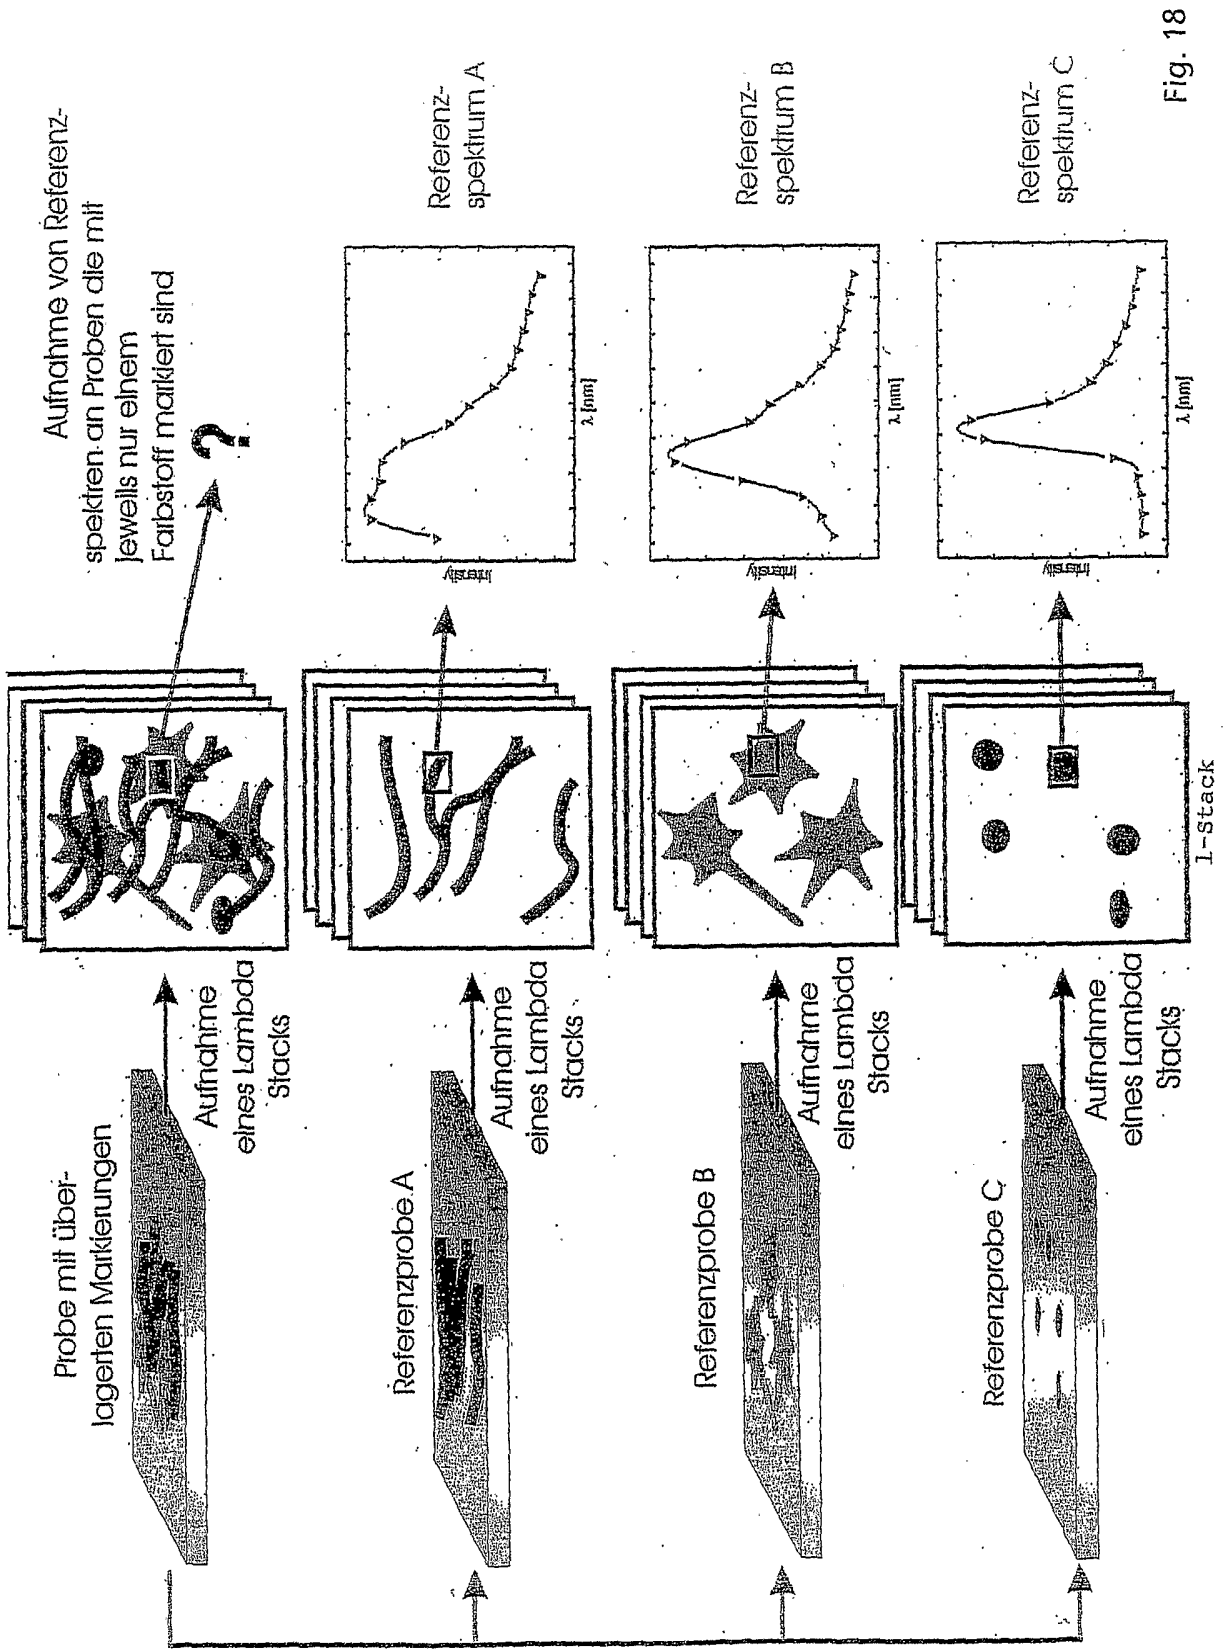 Aufnahme von Referenz-
spektren an Proben die mit
jeweils nur einem
Farbstoff markiert sind
?
Probe mit über-
lagerten Markierungen
Aufnahme
eines Lambda
Stacks
Referenzprobe A
Aufnahme
eines Lambda
Stacks
Intensity
λ [nm]
Referenz-
spektrum A
Referenzprobe B
Aufnahme
eines Lambda
Stacks
Intensity
λ [nm]
Referenz-
spektrum B
Referenzprobe C
Aufnahme
eines Lambda
Stacks
l-Stack
Intensity
λ [nm]
Referenz-
spektrum C
Fig. 18